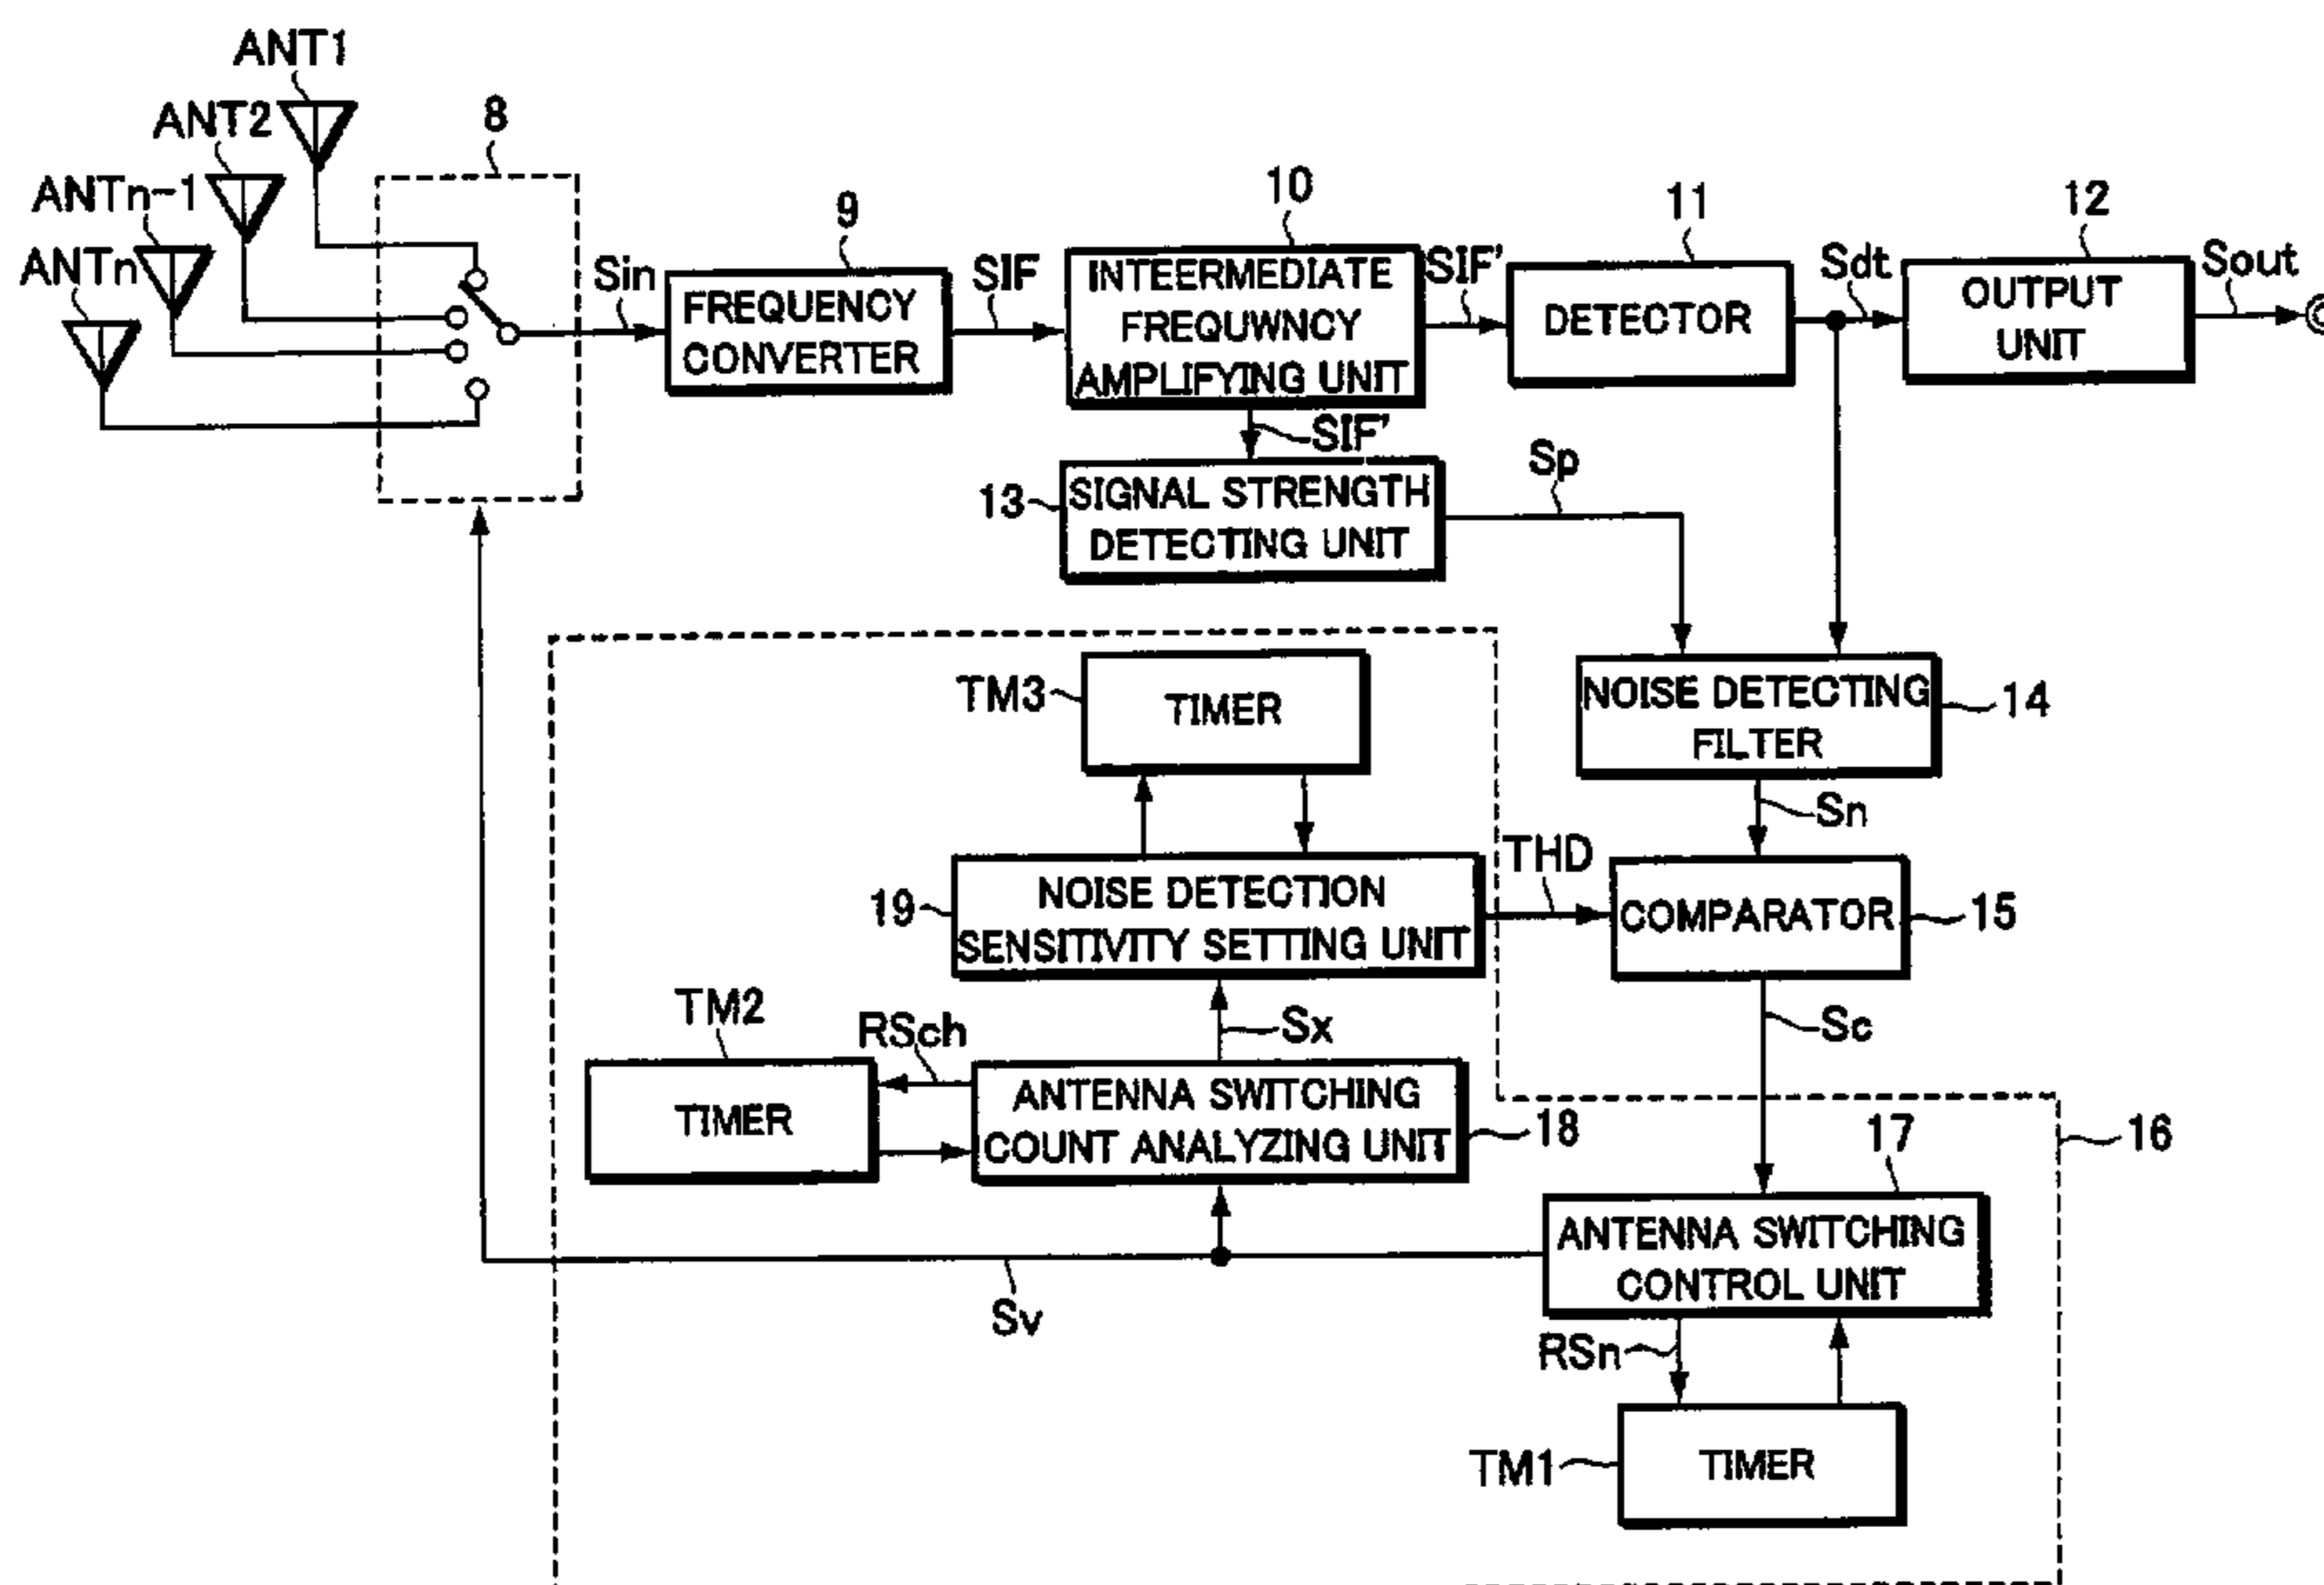 ANT1
ANT2
ANTn-1
ANTn
8
Sin
9
FREQUENCY
CONVERTER
SIF
10
INTEERMEDIATE
FREQUWNCY
AMPLIFYING UNIT
SIF'
11
DETECTOR
Sdt
12
OUTPUT
UNIT
Sout
SIF'
13
SIGNAL STRENGTH
DETECTING UNIT
Sp
TM3
TIMER
NOISE DETECTING
FILTER
14
Sn
19
NOISE DETECTION
SENSITIVITY SETTING UNIT
THD
COMPARATOR
15
TM2
TIMER
RSch
Sx
Sc
ANTENNA SWITCHING
COUNT ANALYZING UNIT
18
17
16
ANTENNA SWITCHING
CONTROL UNIT
Sv
RSn
TM1
TIMER